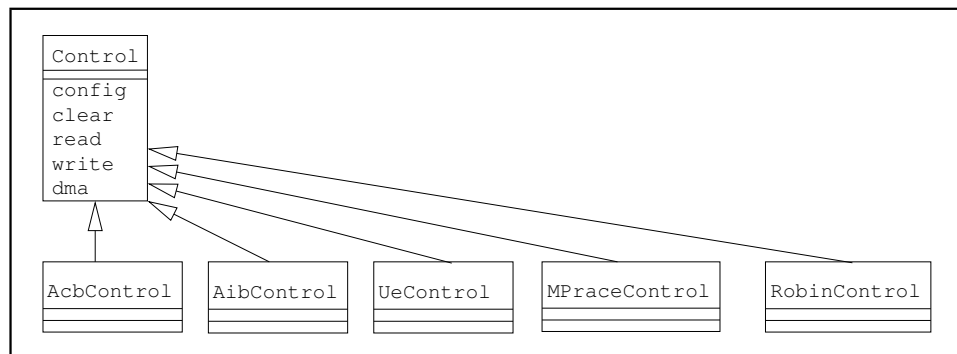 Control
config
clear
read
write
dma
AcbControl
AibControl
UeControl
MPraceControl
RobinControl